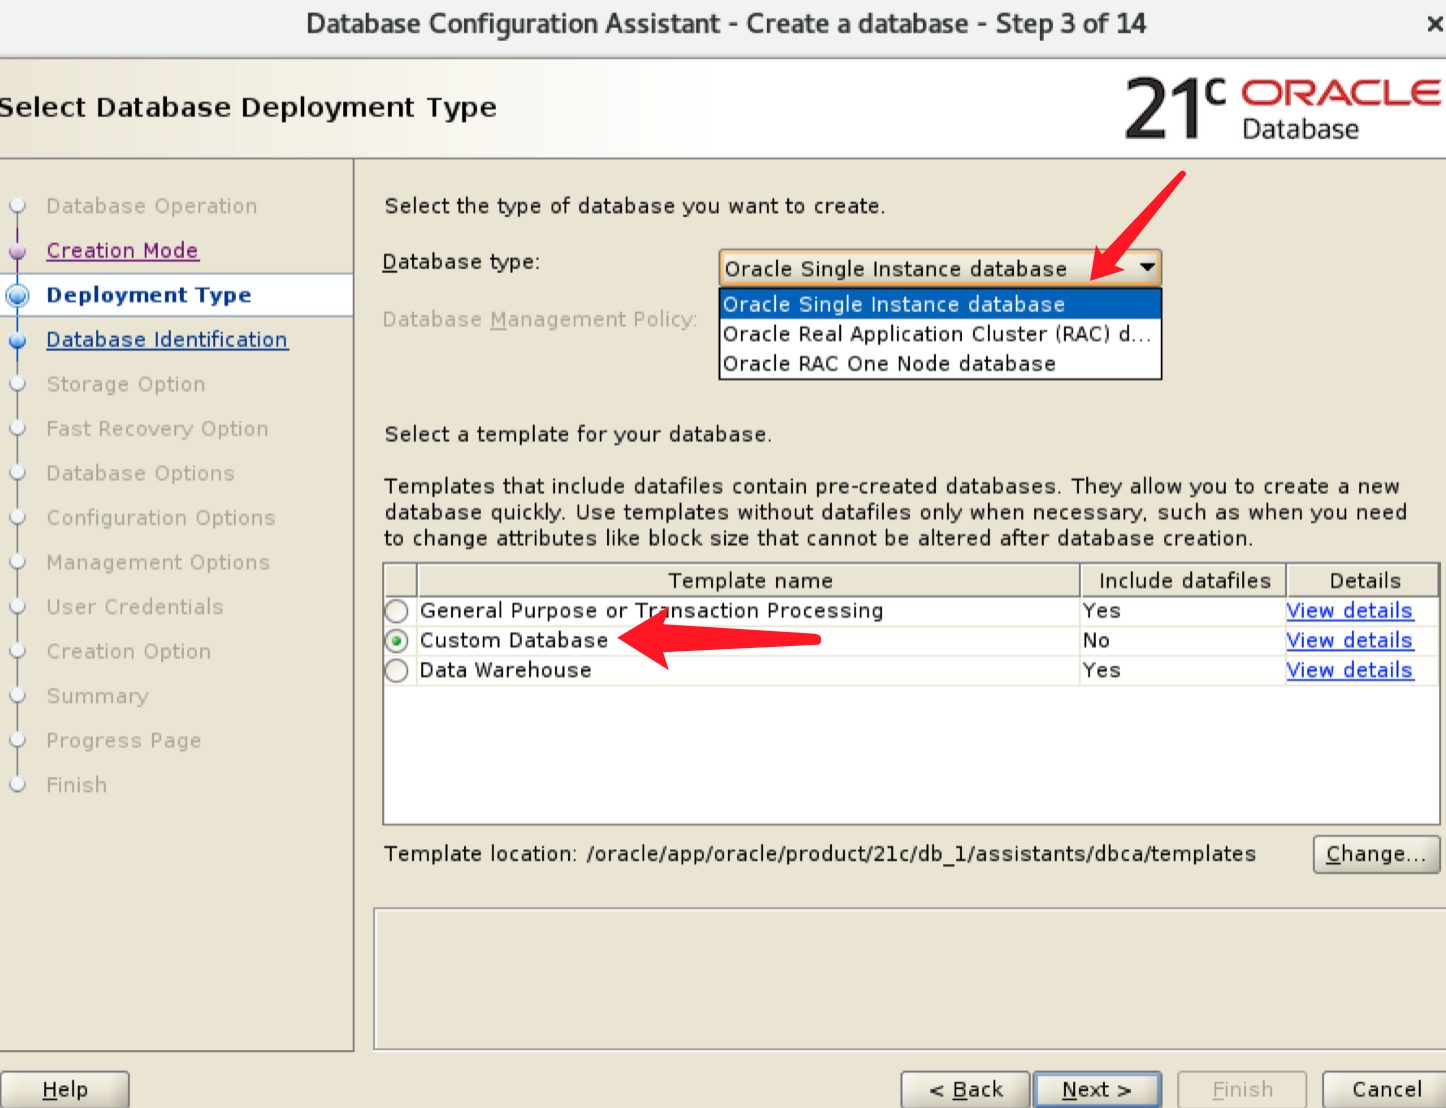 Database Configuration Assistant - Create a database - Step 3 of 14
Select Database Deployment Type
21c ORACLE
Database
Database Operation
Creation Mode
Deployment Type
Database Identification
Storage Option
Fast Recovery Option
Database Options
Configuration Options
Management Options
User Credentials
Creation Option
Summary
Progress Page
Finish
Select the type of database you want to create.
Database type:
Oracle Single Instance database
Oracle Single Instance database
Database Management Policy:
Oracle Real Application Cluster (RAC) d...
Oracle RAC One Node database
Select a template for your database.
Templates that include datafiles contain pre-created databases. They allow you to create a new
database quickly. Use templates without datafiles only when necessary, such as when you need
to change attributes like block size that cannot be altered after database creation.
Template name Include datafiles Details
General Purpose or Transaction Processing Yes View details
Custom Database No View details
Data Warehouse Yes View details
Template location: /oracle/app/oracle/product/21c/db_1/assistants/dbca/templates
Change...
Help
< Back
Next >
Finish
Cancel